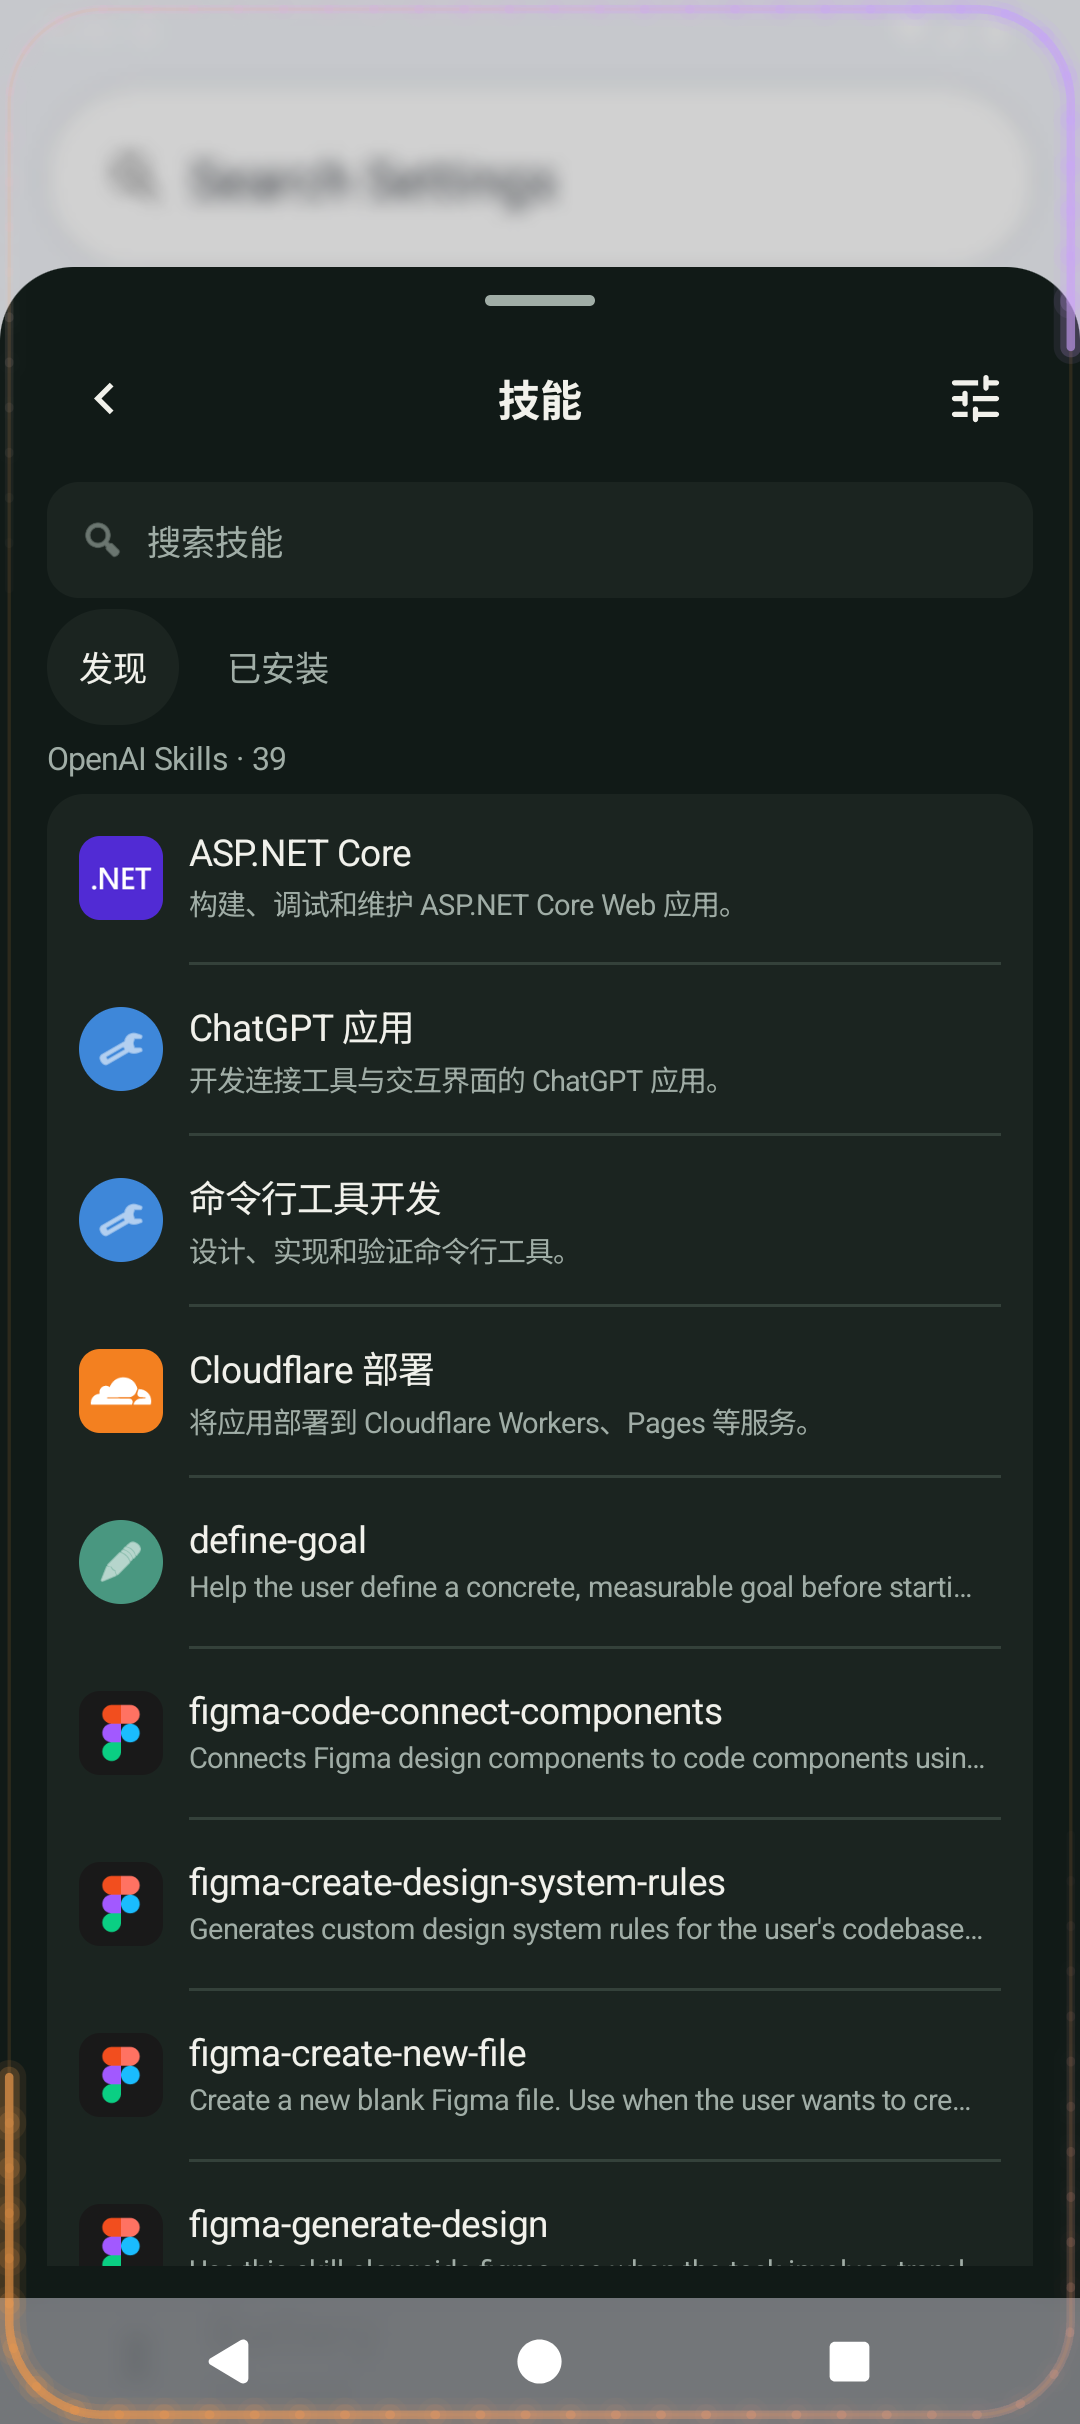 Search Settings
技能
搜索技能
发现
已安装
OpenAI Skills · 39
.NET
ASP.NET Core
构建、调试和维护 ASP.NET Core Web 应用。
ChatGPT 应用
开发连接工具与交互界面的 ChatGPT 应用。
命令行工具开发
设计、实现和验证命令行工具。
Cloudflare 部署
将应用部署到 Cloudflare Workers、Pages 等服务。
define-goal
Help the user define a concrete, measurable goal before starti…
figma-code-connect-components
Connects Figma design components to code components usin…
figma-create-design-system-rules
Generates custom design system rules for the user's codebase…
figma-create-new-file
Create a new blank Figma file. Use when the user wants to cre…
figma-generate-design